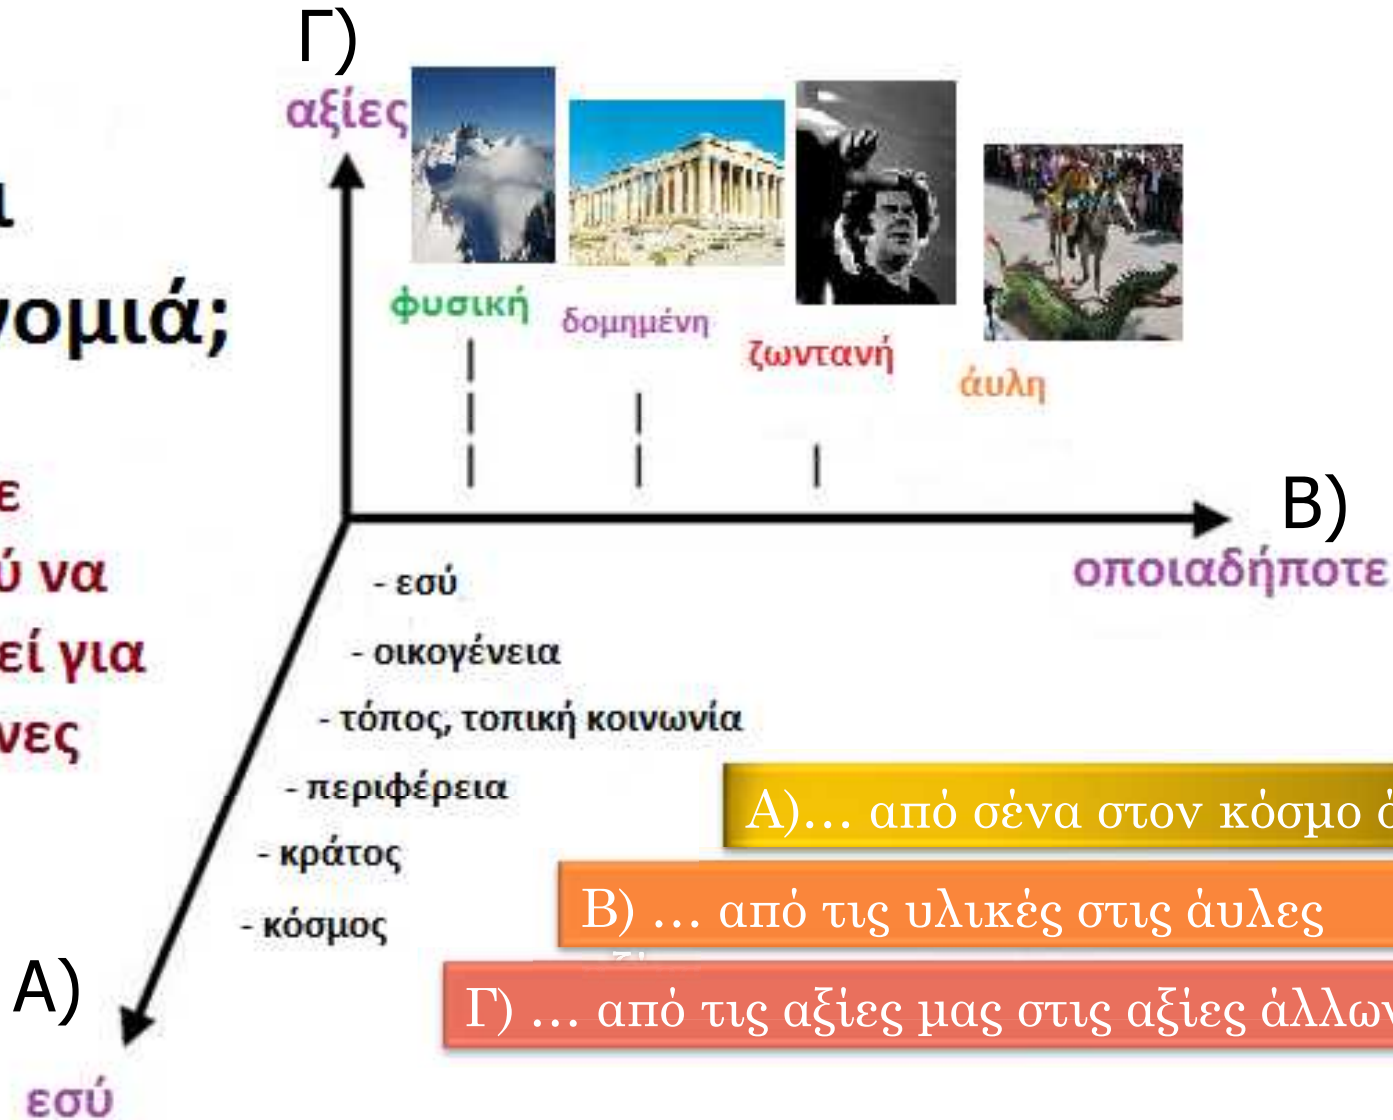 Γ)
αξίες
νομιά;
φυσική
δομημένη
ζωντανή
άυλη
Β)
οποιαδήποτε
ύ να
εί για
νες
- εσύ
- οικογένεια
- τόπος, τοπική κοινωνία
- περιφέρεια
- κράτος
- κόσμος
Α)
εσύ
Α)... από σένα στον κόσμο
Β) ... από τις υλικές στις άυλες
Γ) ... από τις αξίες μας στις αξίες άλλων